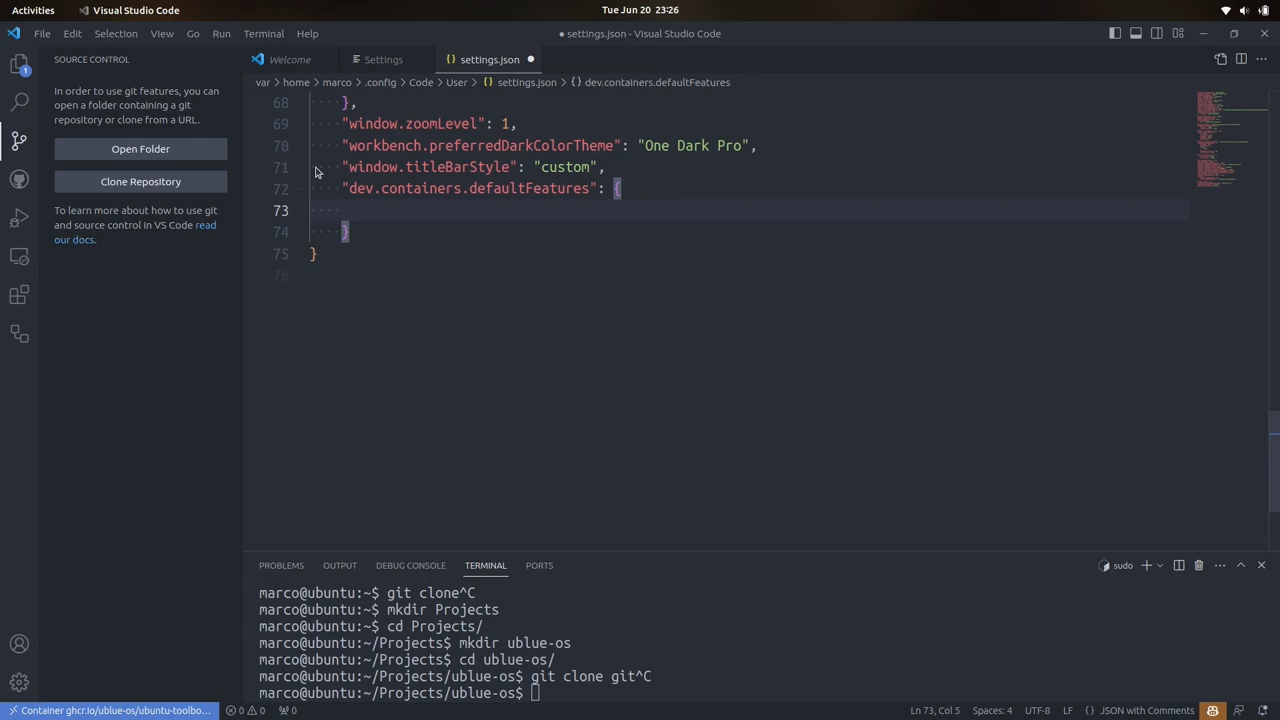 Activities
Visual Studio Code
Tue Jun 20 23:26
File Edit Selection View Go Run Terminal Help
● settings.json - Visual Studio Code
SOURCE CONTROL
In order to use git features, you can
open a folder containing a git
repository or clone from a URL.
Open Folder
Clone Repository
To learn more about how to use git
and source control in VS Code read
our docs.
1
Welcome
Settings
{} settings.json ●
var > home > marco > .config > Code > User > {} settings.json > {} dev.containers.defaultFeatures
68 },
69 "window.zoomLevel": 1,
70 "workbench.preferredDarkColorTheme": "One Dark Pro",
71 "window.titleBarStyle": "custom",
72 "dev.containers.defaultFeatures": {
73
74 }
75 }
76
PROBLEMS OUTPUT DEBUG CONSOLE TERMINAL PORTS
sudo
marco@ubuntu:~$ git clone^C
marco@ubuntu:~$ mkdir Projects
marco@ubuntu:~$ cd Projects/
marco@ubuntu:~/Projects$ mkdir ublue-os
marco@ubuntu:~/Projects$ cd ublue-os/
marco@ubuntu:~/Projects/ublue-os$ git clone git^C
marco@ubuntu:~/Projects/ublue-os$
Container ghcr.io/ublue-os/ubuntu-toolbo... 0 0 0
Ln 73, Col 5 Spaces: 4 UTF-8 LF {} JSON with Comments